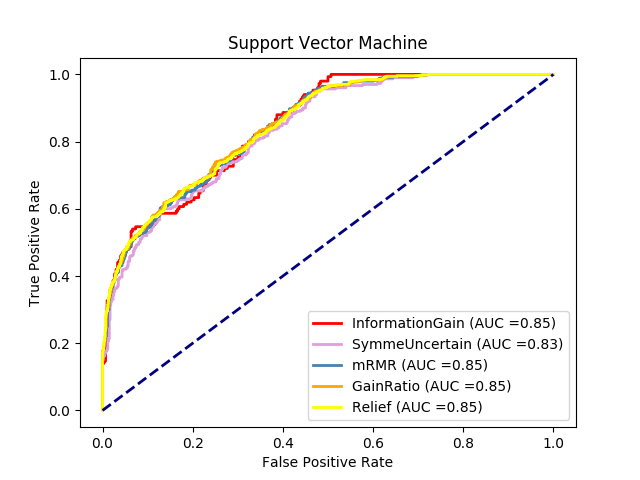 Support Vector Machine
True Positive Rate
1.0
0.8
0.6
0.4
0.2
0.0
InformationGain (AUC =0.85)
SymmeUncertain (AUC =0.83)
mRMR (AUC =0.85)
GainRatio (AUC =0.85)
Relief (AUC =0.85)
0.0 0.2 0.4 0.6 0.8 1.0
False Positive Rate